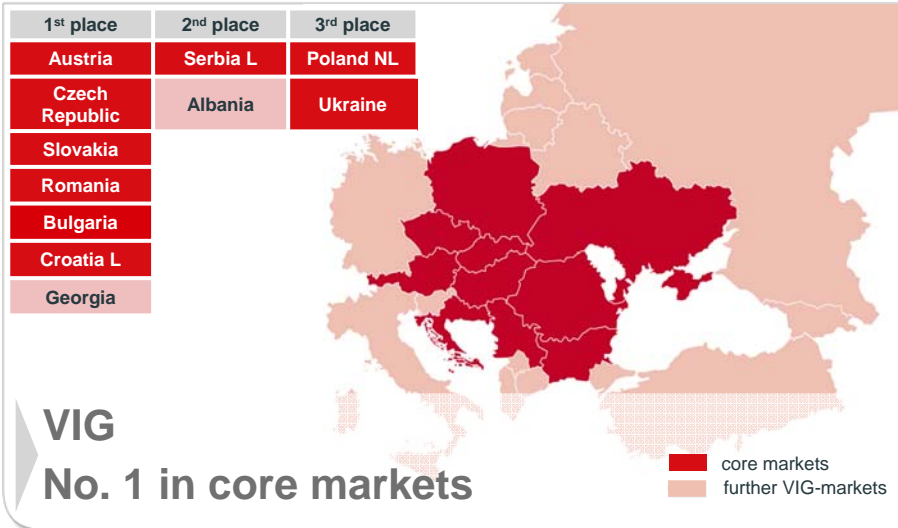 1st place 2nd place 3rd place
Austria Serbia L Poland NL
Czech
Republic Albania Ukraine
Slovakia
Romania
Bulgaria
Croatia L
Georgia
VIG
No. 1 in core markets
core markets
further VIG-markets